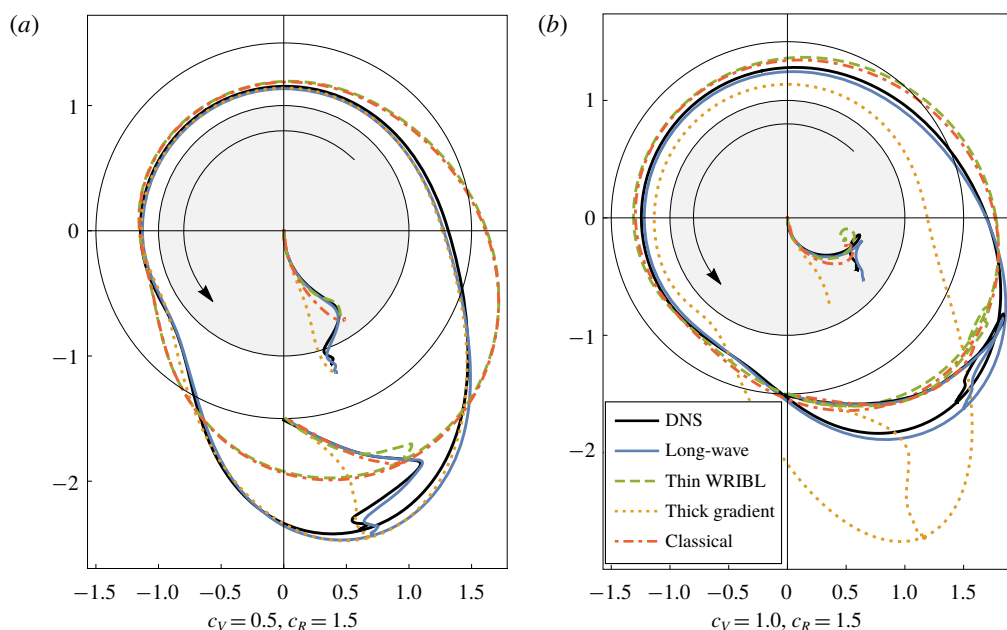 (a)
(b)
1
0
−1
−2
−1.5
−1.0
−0.5
0
0.5
1.0
1.5
c_V = 0.5, c_R = 1.5
1
0
−1
−2
−1.5
−1.0
−0.5
0
0.5
1.0
1.5
c_V = 1.0, c_R = 1.5
DNS
Long-wave
Thin WRIBL
Thick gradient
Classical